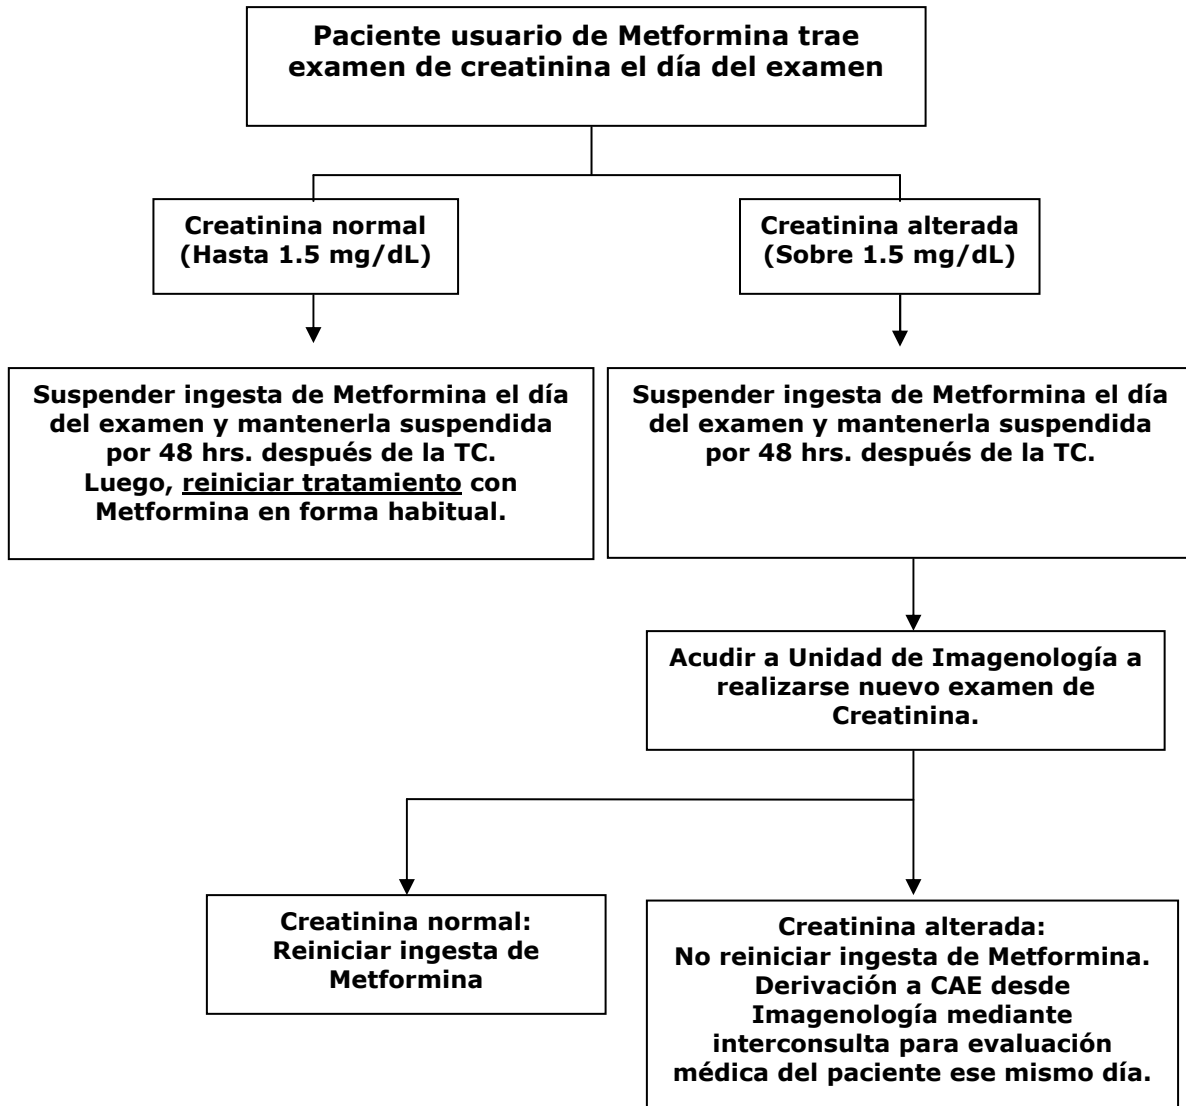 Paciente usuario de Metformina trae
examen de creatinina el día del examen
Creatinina normal
(Hasta 1.5 mg/dL)
Creatinina alterada
(Sobre 1.5 mg/dL)
Suspender ingesta de Metformina el día
del examen y mantenerla suspendida
por 48 hrs. después de la TC.
Luego, reiniciar tratamiento con
Metformina en forma habitual.
Suspender ingesta de Metformina el día
del examen y mantenerla suspendida
por 48 hrs. después de la TC.
Acudir a Unidad de Imagenología a
realizarse nuevo examen de
Creatinina.
Creatinina normal:
Reiniciar ingesta de
Metformina
Creatinina alterada:
No reiniciar ingesta de Metformina.
Derivación a CAE desde
Imagenología mediante
interconsulta para evaluación
médica del paciente ese mismo día.